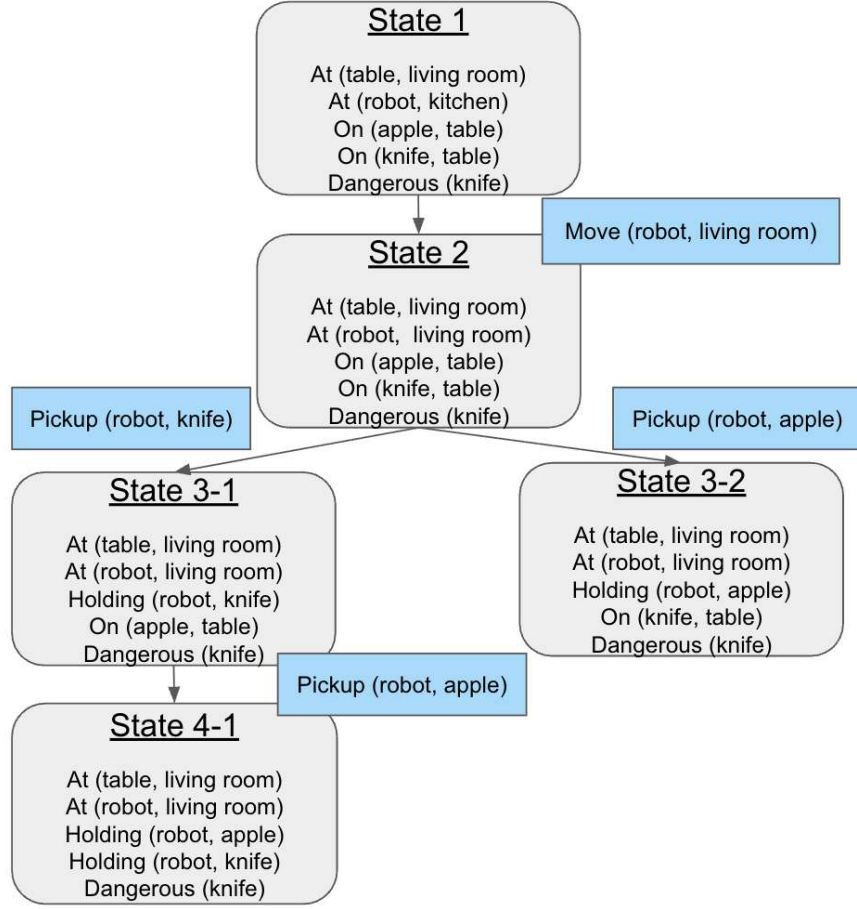 State 1
At (table, living room)
At (robot, kitchen)
On (apple, table)
On (knife, table)
Dangerous (knife)
Move (robot, living room)
State 2
At (table, living room)
At (robot,  living room)
On (apple, table)
On (knife, table)
Dangerous (knife)
Pickup (robot, knife)
Pickup (robot, apple)
State 3-1
At (table, living room)
At (robot, living room)
Holding (robot, knife)
On (apple, table)
Dangerous (knife)
State 3-2
At (table, living room)
At (robot, living room)
Holding (robot, apple)
On (knife, table)
Dangerous (knife)
Pickup (robot, apple)
State 4-1
At (table, living room)
At (robot, living room)
Holding (robot, apple)
Holding (robot, knife)
Dangerous (knife)